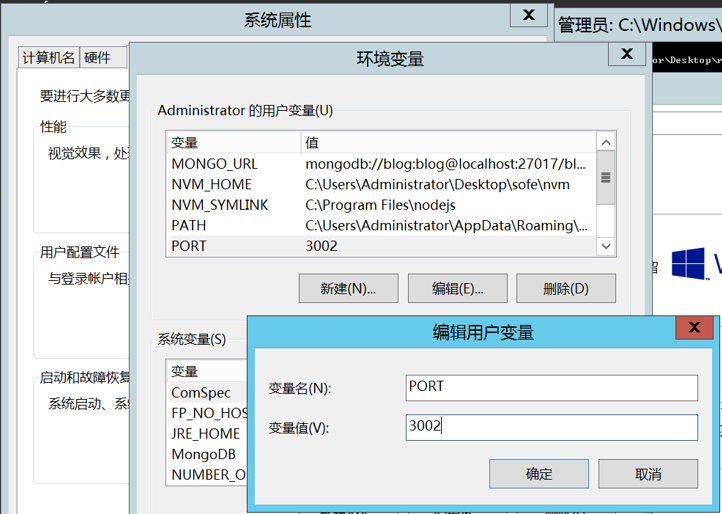 系统属性
管理员: C:\Windows\
计算机名 硬件
环境变量
or\Desktop\r
要进行大多数更
性能
视觉效果，处理
用户配置文件
与登录帐户相关
启动和故障恢复
系统启动、系统
Administrator 的用户变量(U)
变量 值
MONGO_URL mongodb://blog:blog@localhost:27017/bl...
NVM_HOME C:\Users\Administrator\Desktop\sofe\nvm
NVM_SYMLINK C:\Program Files\nodejs
PATH C:\Users\Administrator\AppData\Roaming\...
PORT 3002
新建(N)... 编辑(E)... 删除(D)
系统变量(S)
变量
ComSpec
FP_NO_HOS
JRE_HOME
MongoDB
NUMBER_O
编辑用户变量
变量名(N): PORT
变量值(V): 3002
确定 取消